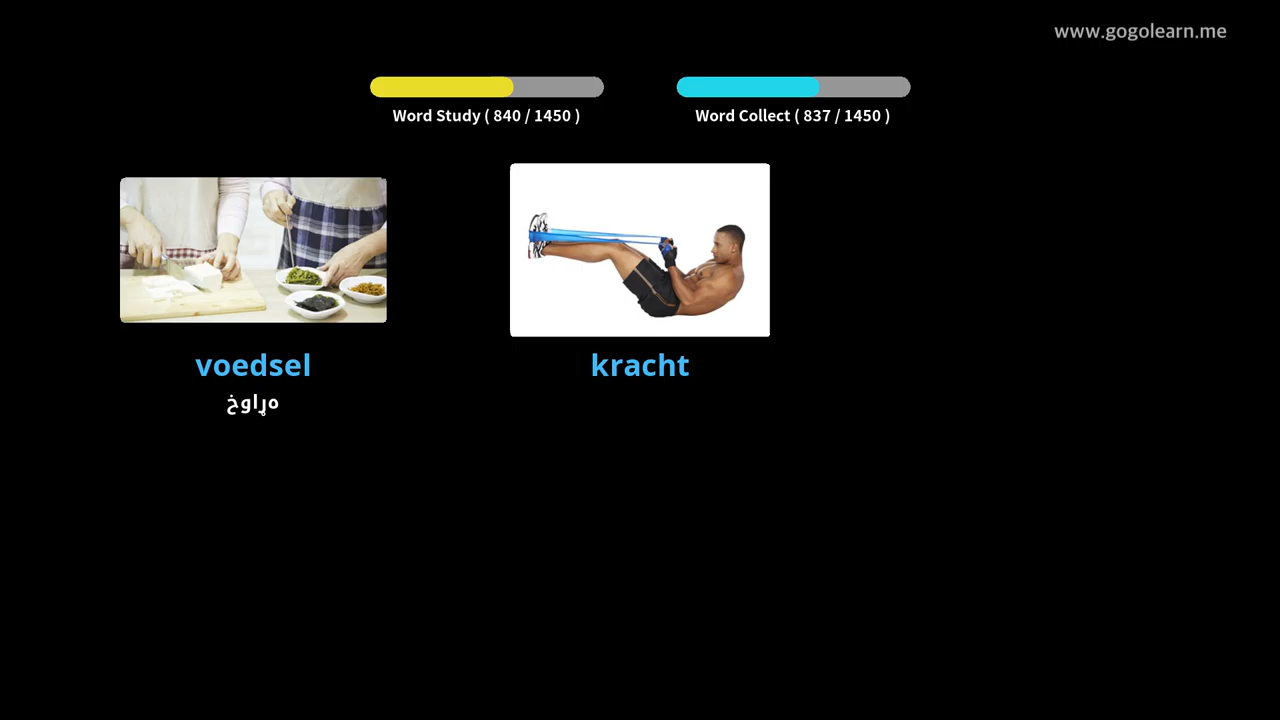 www.gogolearn.me
Word Study ( 840 / 1450 )
Word Collect ( 837 / 1450 )
voedsel
kracht
خواړه